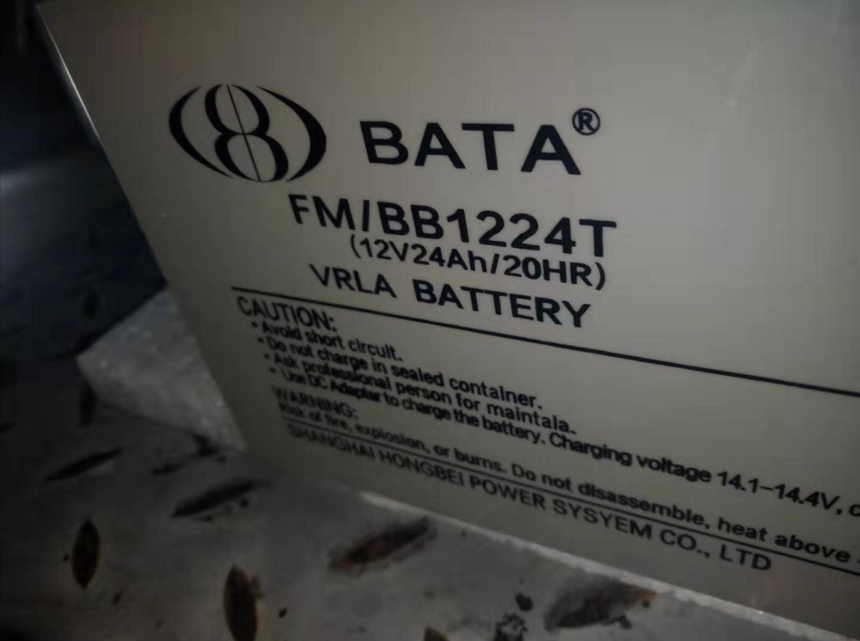 BATA®
FM/BB1224T
(12V24Ah/20HR)
VRLA BATTERY
CAUTION:
• Avoid short circuit.
• Do not charge in sealed container.
• Ask professional person for maintala.
• Use DC Adapter to charge the battery. Charging voltage 14.1-14.4V, c
WARNING:
Risk of fire, explosion, or burns. Do not disassemble, heat above
SHANGHAI HONGBEI POWER SYSYEM CO., LTD